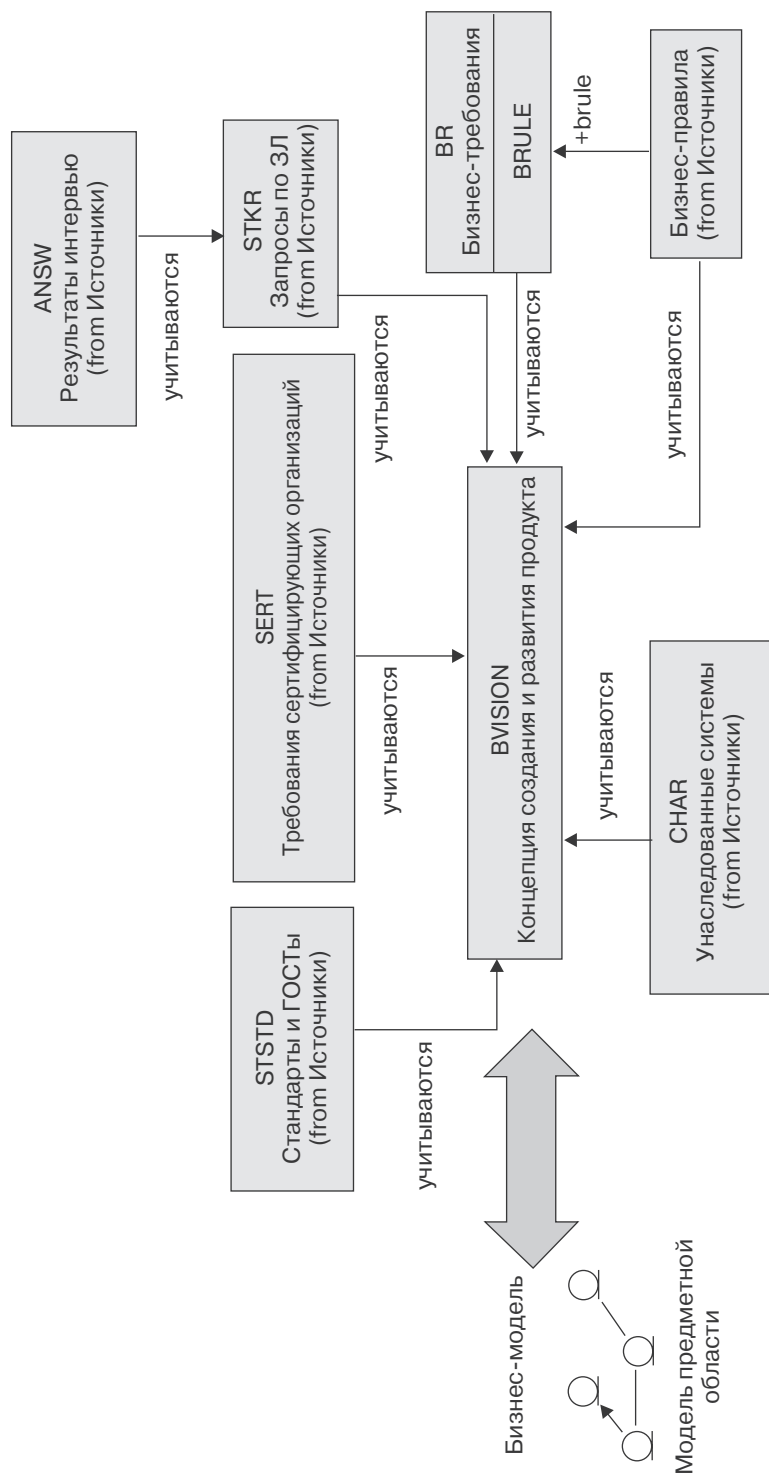 ANSW
Результаты интервью
(from Источники)
учитываются
STSTD
Стандарты и ГОСТы
(from Источники)
SERT
Требования сертифицирующих организаций
(from Источники)
STKR
Запросы по ЗЛ
(from Источники)
учитываются
учитываются
учитываются
BR
Бизнес-требования
BRULE
учитываются
+brule
Бизнес-модель
Модель предметной
области
BVISION
Концепция создания и развития продукта
учитываются
учитываются
CHAR
Унаследованные системы
(from Источники)
Бизнес-правила
(from Источники)